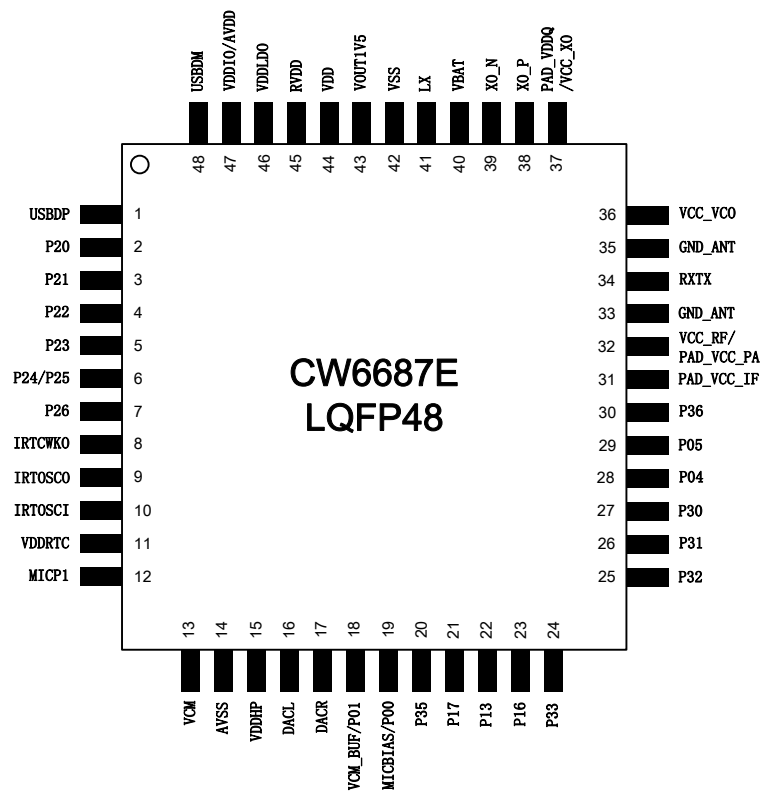 USBDM
VDDIO/AVDD
VDDLDO
RVDD
VDD
VOUT1V5
VSS
LX
VBAT
XO_N
XO_P
PAD_VDDQ
/VCC_XO
48
47
46
45
44
43
42
41
40
39
38
37
USBDP 1
P20 2
P21 3
P22 4
P23 5
P24/P25 6
P26 7
IRTCWKO 8
IRTOSCO 9
IRTOSCI 10
VDDRTC 11
MICP1 12
CW6687E
LQFP48
36 VCC_VCO
35 GND_ANT
34 RXTX
33 GND_ANT
32 VCC_RF/
PAD_VCC_PA
31 PAD_VCC_IF
30 P36
29 P05
28 P04
27 P30
26 P31
25 P32
13
14
15
16
17
18
19
20
21
22
23
24
VCM
AVSS
VDDHP
DACL
DACR
VCM_BUF/P01
MICBIAS/P00
P35
P17
P13
P16
P33